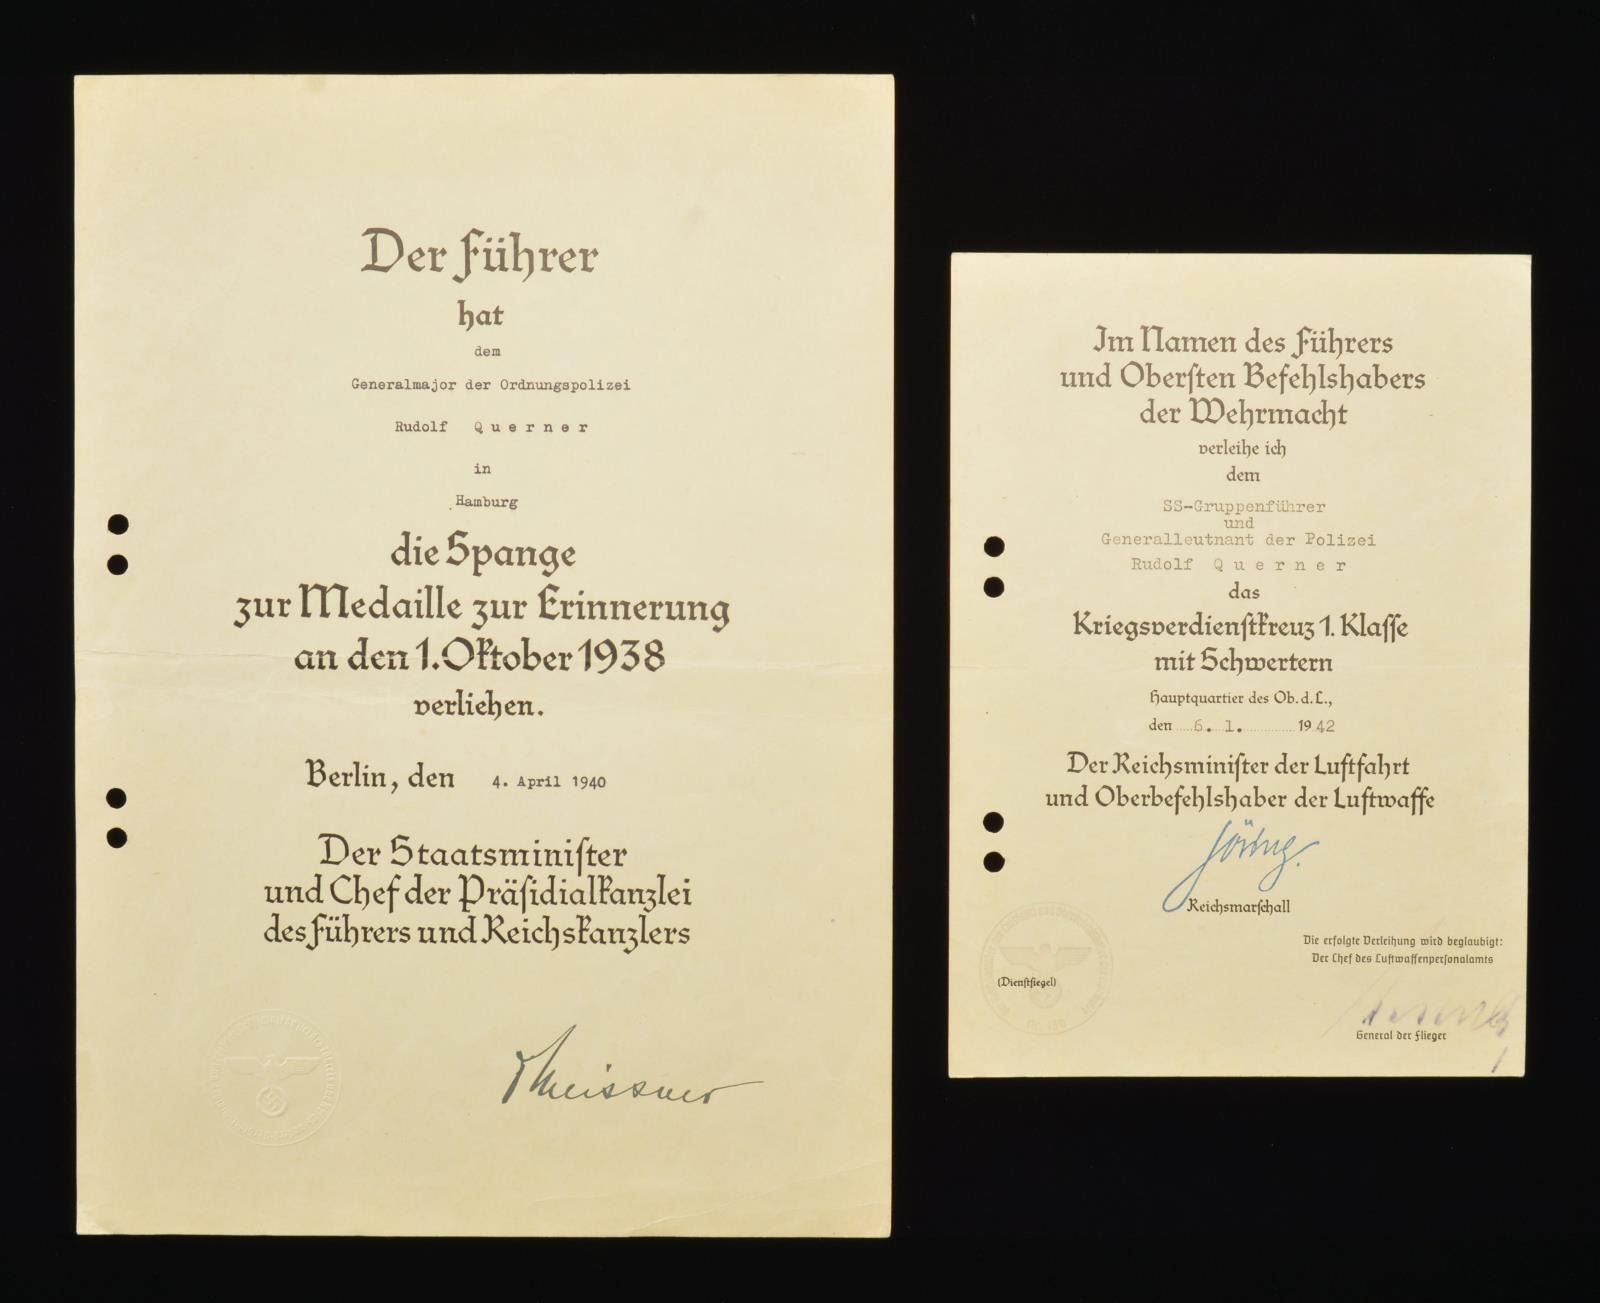 Der Führer
hat
dem
Generalmajor der Ordnungspolizei
Rudolf Querner
in
Hamburg
die Spange
zur Medaille zur Erinnerung
an den 1. Oktober 1938
verliehen.
Berlin, den 4. April 1940
Der Staatsminister
und Chef der Präsidialkanzlei
des Führers und Reichskanzlers
Meissner
Im Namen des Führers
und Obersten Befehlshabers
der Wehrmacht
verleihe ich
dem
SS-Gruppenführer
und
Generalleutnant der Polizei
Rudolf Querner
das
Kriegsverdienstkreuz 1. Klasse
mit Schwertern
Hauptquartier des Ob. d. L.,
den 6. 1. 1942
Der Reichsminister der Luftfahrt
und Oberbefehlshaber der Luftwaffe
Göring.
Reichsmarschall
Die erfolgte Verleihung wird beglaubigt:
Der Chef des Luftwaffenpersonalamts
(Dienstsiegel)
General der Flieger